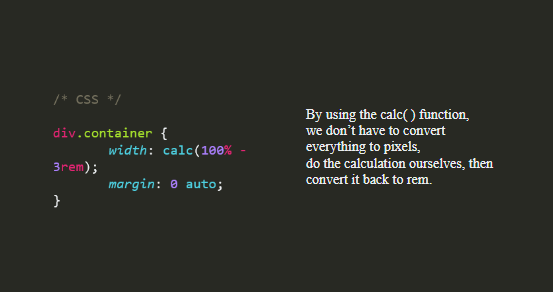 /* CSS */
div.container {
width: calc(100% -
3rem);
margin: 0 auto;
}
By using the calc( ) function,
we don’t have to convert
everything to pixels,
do the calculation ourselves, then
convert it back to rem.